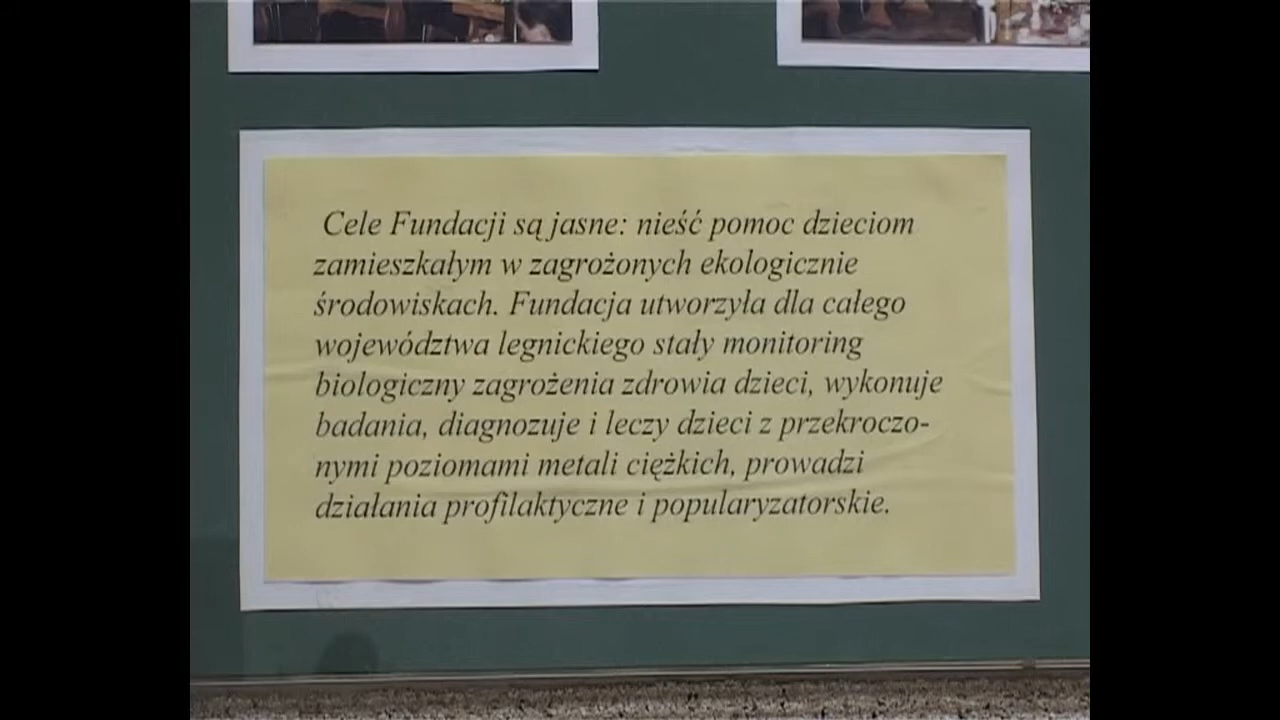 Cele Fundacji są jasne: nieść pomoc dzieciom
zamieszkałym w zagrożonych ekologicznie
środowiskach. Fundacja utworzyła dla całego
województwa legnickiego stały monitoring
biologiczny zagrożenia zdrowia dzieci, wykonuje
badania, diagnozuje i leczy dzieci z przekroczo-
nymi poziomami metali ciężkich, prowadzi
działania profilaktyczne i popularyzatorskie.